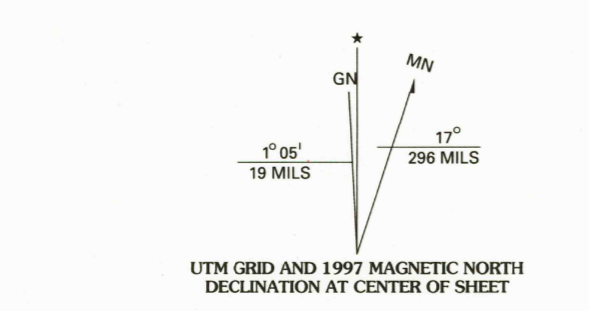 ★
MN
GN
17°
296 MILS
1° 05'
19 MILS
UTM GRID AND 1997 MAGNETIC NORTH
DECLINATION AT CENTER OF SHEET